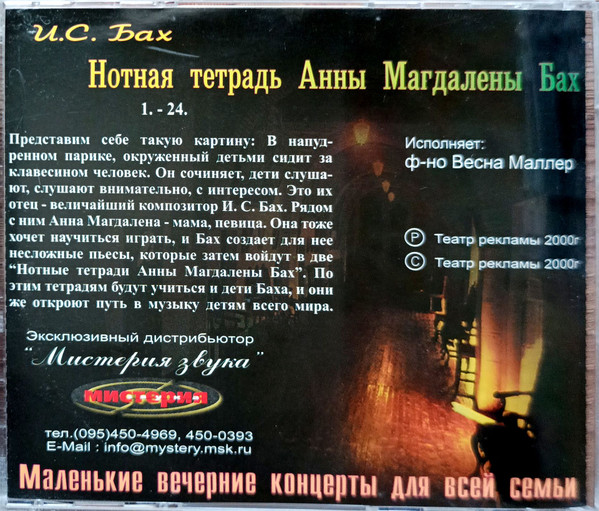 И.С. Бах
Нотная тетрадь Анны Магдалены Бах
1. - 24.
Представим себе такую картину: В напуд-
ренном парике, окруженный детьми сидит за
клавесином человек. Он сочиняет, дети слуша-
ют, слушают внимательно, с интересом. Это их
отец - величайший композитор И. С. Бах. Рядом
с ним Анна Магдалена - мама, певица. Она тоже
хочет научиться играть, и Бах создает для нее
несложные пьесы, которые затем войдут в две
“Нотные тетради Анны Магдалены Бах”. По
этим тетрадям будут учиться и дети Баха, и они
же откроют путь в музыку детям всего мира.
Исполняет:
ф-но Весна Маллер
Ⓟ Театр рекламы 2000г
© Театр рекламы 2000г
Эксклюзивный дистрибьютор
“Мистерия звука”
мистерия
тел.(095)450-4969, 450-0393
E-Mail : info@mystery.msk.ru
Маленькие вечерние концерты для всей семьи